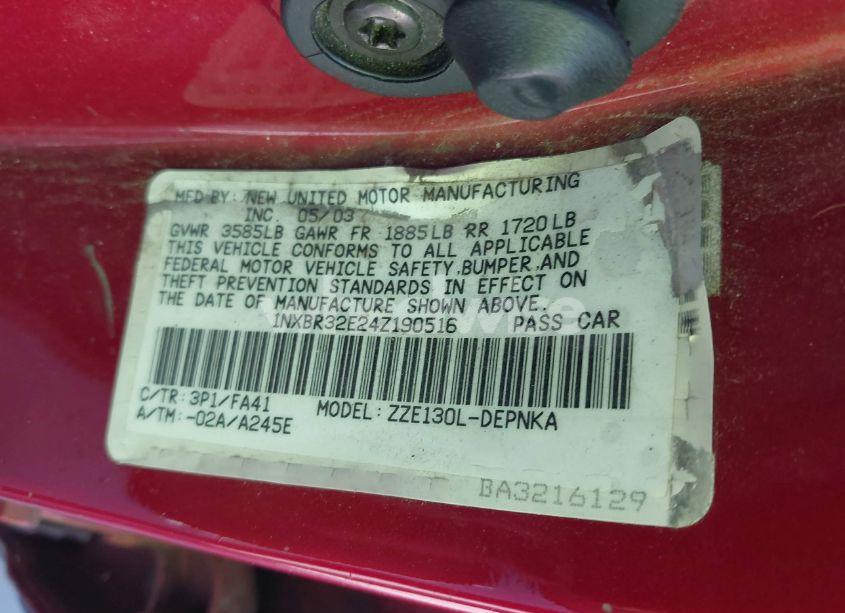 MFD BY: NEW UNITED MOTOR MANUFACTURING
INC. 05/03
GVWR 3585LB GAWR FR 1885LB RR 1720LB
THIS VEHICLE CONFORMS TO ALL APPLICABLE
FEDERAL MOTOR VEHICLE SAFETY,BUMPER,AND
THEFT PREVENTION STANDARDS IN EFFECT ON
THE DATE OF MANUFACTURE SHOWN ABOVE.
1NXBR32E24Z190516 PASS CAR
C/TR: 3P1/FA41 MODEL: ZZE130L-DEPNKA
A/TM: -02A/A245E
BA3216129